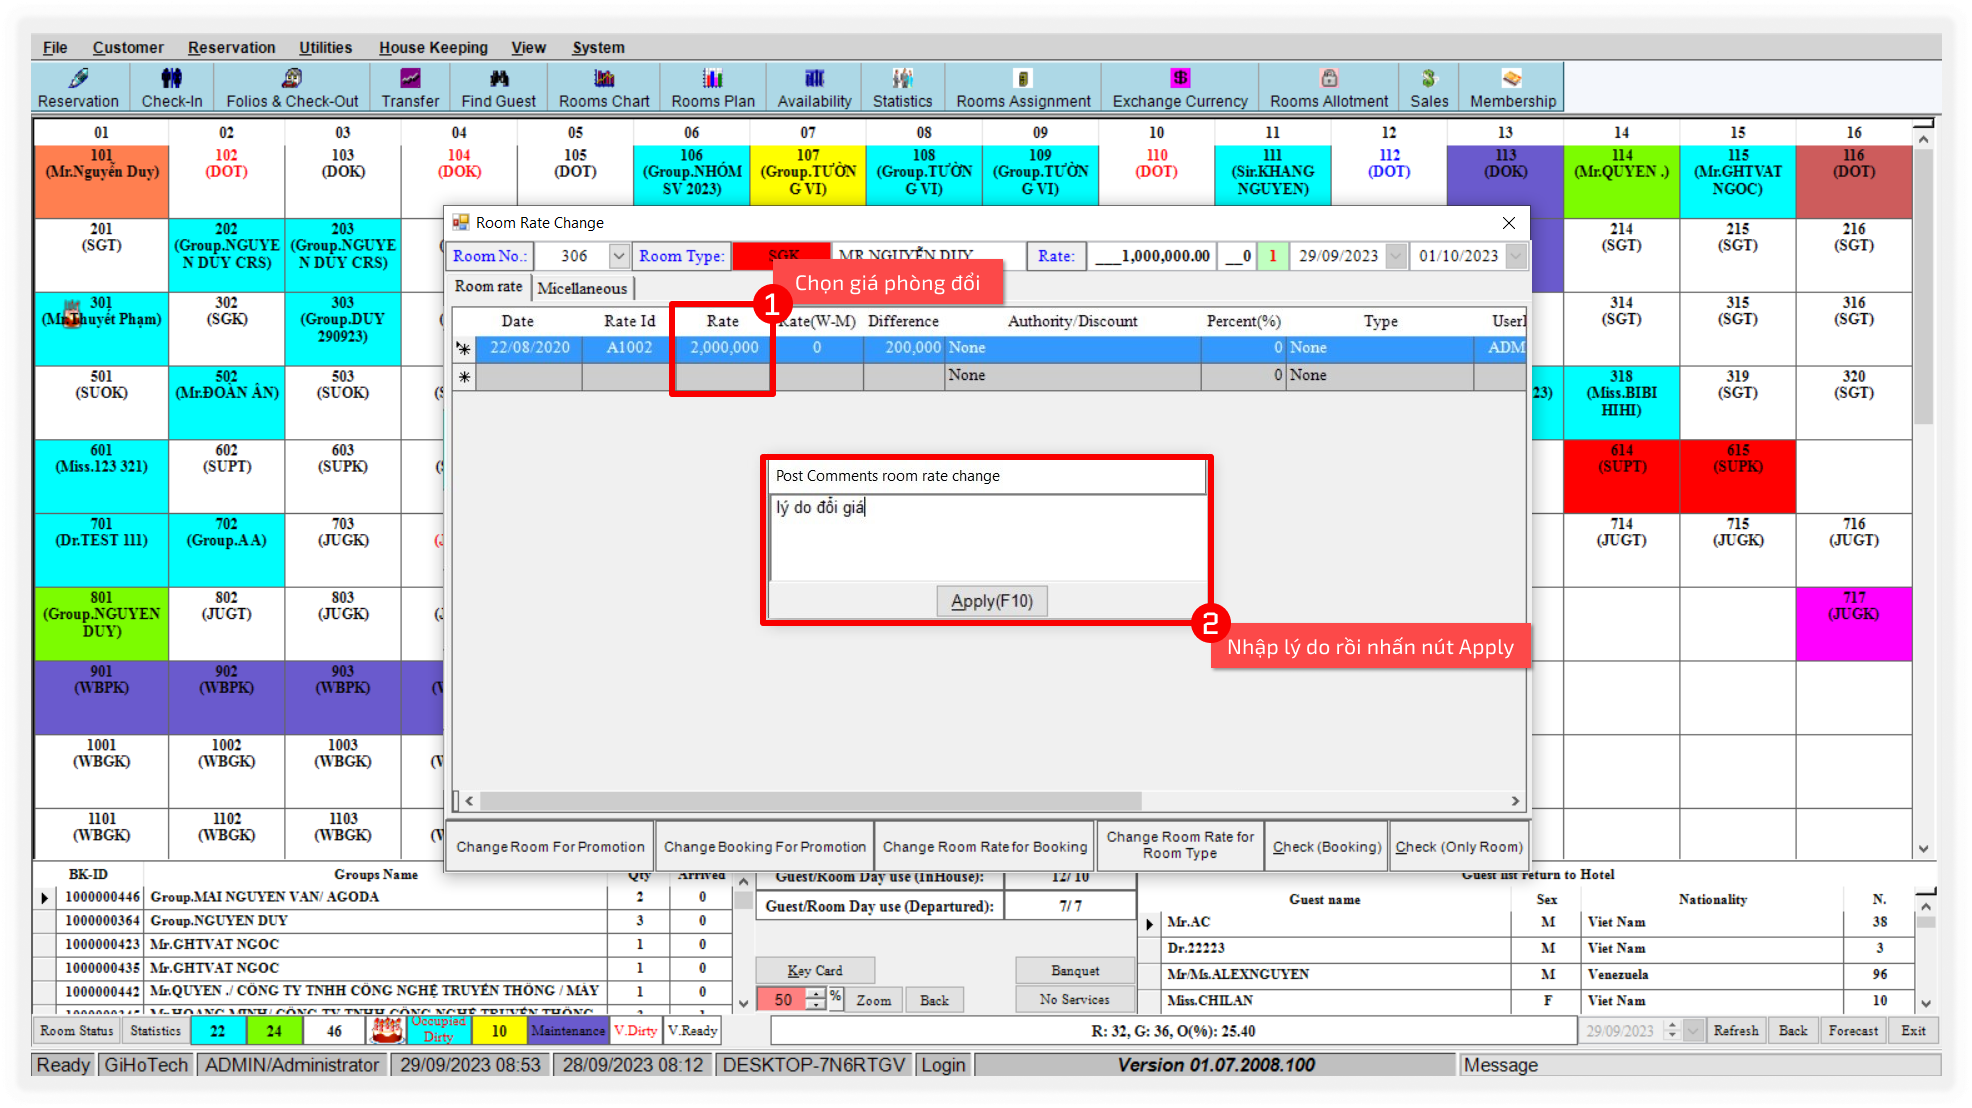 File Customer Reservation Utilities House Keeping View System
Reservation Check-In Folios & Check-Out Transfer Find Guest Rooms Chart Rooms Plan Availability Statistics Rooms Assignment Exchange Currency Rooms Allotment Sales Membership
01 02 03 04 05 06 07 08 09 10 11 12 13 14 15 16
101 102 103 104 105 106 107 108 109 110 111 112 113 114 115 116
(Mr.Nguyễn Duy) (DOT) (DOK) (DOK) (DOT) (Group.NHÓM (Group.TƯỜN (Group.TƯỜN (Group.TƯỜN (DOT) (Sir.KHANG (DOT) (DOK) (Mr.QUYEN .) (Mr.GHTVAT (DOT)
SV 2023) G VI) G VI) G VI) NGUYEN) NGOC)
Room Rate Change
201 202 203 214 215 216
(SGT) (Group.NGUYE (Group.NGUYE (SGT) (SGT) (SGT)
N DUY CRS) N DUY CRS)
Room No.: 306 Room Type: SGK MR NGUYỄN DUY Rate: ___1,000,000.00 __0 1 29/09/2023 01/10/2023
Room rate Micellaneous
1 Chọn giá phòng đổi
301 302 303 314 315 316
(Mr.Thuyết Phạm) (SGK) (Group.DUY (SGT) (SGT) (SGT)
290923)
Date Rate Id Rate Rate(W-M) Difference Authority/Discount Percent(%) Type UserI
22/08/2020 A1002 2,000,000 0 200,000 None 0 None ADM
None 0 None
501 502 503 318 319 320
(SUOK) (Mr.ĐOÀN ÂN) (SUOK) 23) (Miss.BIBI (SGT) (SGT)
HIHI)
601 602 603 614 615
(Miss.123 321) (SUPT) (SUPK) (SUPT) (SUPK)
Post Comments room rate change
lý do đổi giá
Apply(F10)
2 Nhập lý do rồi nhấn nút Apply
701 702 703 714 715 716
(Dr.TEST 111) (Group.A A) (JUGK) (JUGT) (JUGK) (JUGT)
801 802 803 717
(Group.NGUYEN (JUGT) (JUGK) (JUGK)
DUY)
901 902 903
(WBPK) (WBPK) (WBPK)
1001 1002 1003
(WBGK) (WBGK) (WBGK)
1101 1102 1103
(WBGK) (WBGK) (WBGK)
Change Room For Promotion Change Booking For Promotion Change Room Rate for Booking Change Room Rate for Room Type Check (Booking) Check (Only Room)
BK-ID Groups Name Qty Arrived
1000000446 Group.MAI NGUYEN VAN/ AGODA 2 0
1000000364 Group.NGUYEN DUY 3 0
1000000423 Mr.GHTVAT NGOC 1 0
1000000435 Mr.GHTVAT NGOC 1 0
1000000442 Mr.QUYEN ./ CÔNG TY TNHH CÔNG NGHỆ TRUYỀN THÔNG / MÁY 1 0
Guest/Room Day use (InHouse): 12/ 10
Guest/Room Day use (Departured): 7/ 7
Key Card Banquet
50 % Zoom Back No Services
Guest list return to Hotel
Guest name Sex Nationality N.
Mr.AC M Viet Nam 38
Dr.22223 M Viet Nam 3
Mr/Ms.ALEXNGUYEN M Venezuela 96
Miss.CHILAN F Viet Nam 10
Room Status Statistics 22 24 46 Occupied Dirty 10 Maintenance V.Dirty V.Ready R: 32, G: 36, O(%): 25.40 29/09/2023 Refresh Back Forecast Exit
Ready GiHoTech ADMIN/Administrator 29/09/2023 08:53 28/09/2023 08:12 DESKTOP-7N6RTGV Login Version 01.07.2008.100 Message